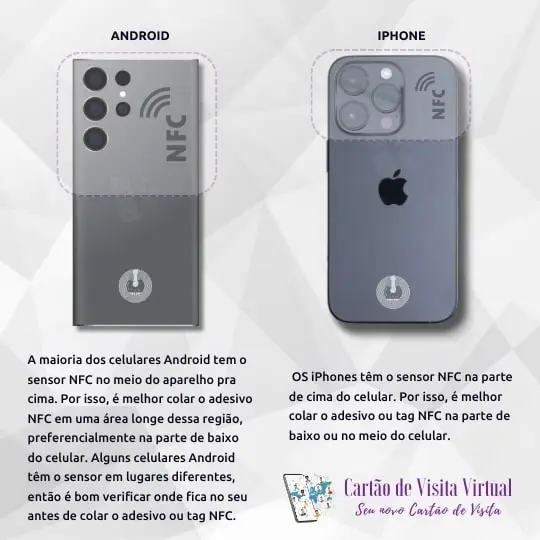 ANDROID
IPHONE
NFC
NFC
A maioria dos celulares Android tem o
sensor NFC no meio do aparelho pra
cima. Por isso, é melhor colar o adesivo
NFC em uma área longe dessa região,
preferencialmente na parte de baixo
do celular. Alguns celulares Android
têm o sensor em lugares diferentes,
então é bom verificar onde fica no seu
antes de colar o adesivo ou tag NFC.
OS iPhones têm o sensor NFC na parte
de cima do celular. Por isso, é melhor
colar o adesivo ou tag NFC na parte de
baixo ou no meio do celular.
Cartão de Visita Virtual
Seu novo Cartão de Visita